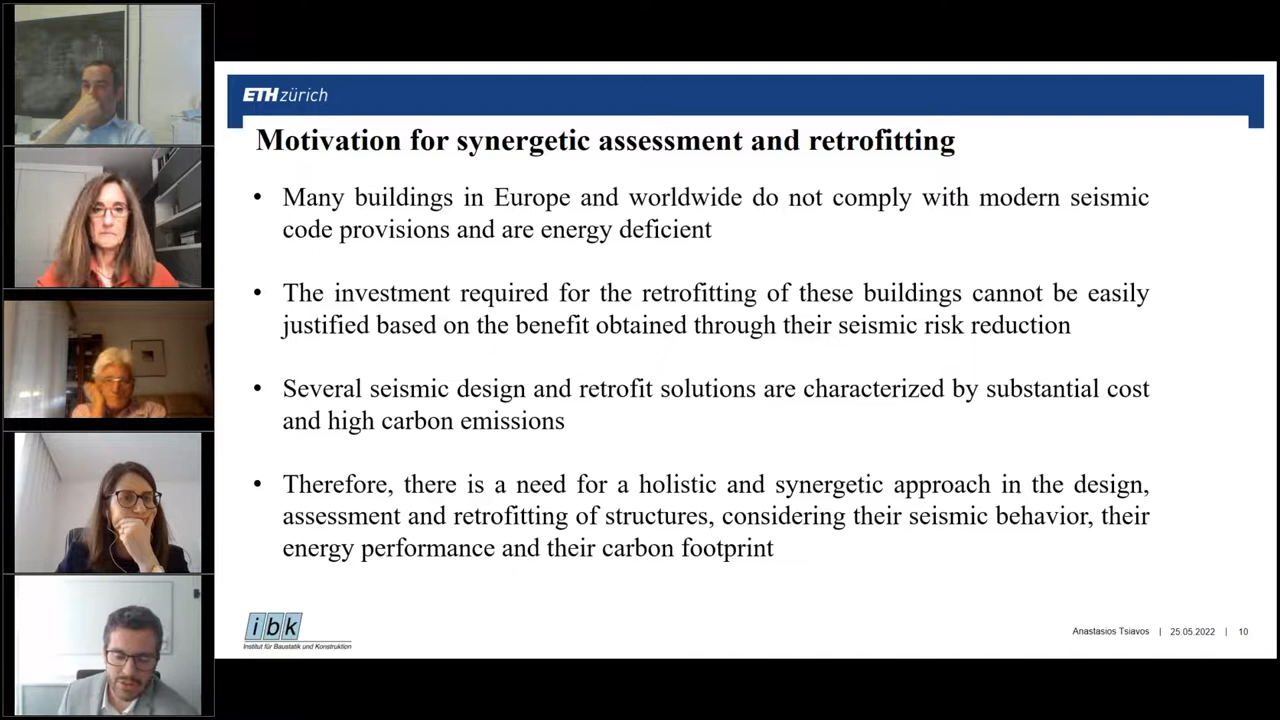 ETH zürich
Motivation for synergetic assessment and retrofitting
• Many buildings in Europe and worldwide do not comply with modern seismic
code provisions and are energy deficient
• The investment required for the retrofitting of these buildings cannot be easily
justified based on the benefit obtained through their seismic risk reduction
• Several seismic design and retrofit solutions are characterized by substantial cost
and high carbon emissions
• Therefore, there is a need for a holistic and synergetic approach in the design,
assessment and retrofitting of structures, considering their seismic behavior, their
energy performance and their carbon footprint
ibk
Institut für Baustatik und Konstruktion
Anastasios Tsiavos | 25.05.2022 | 10